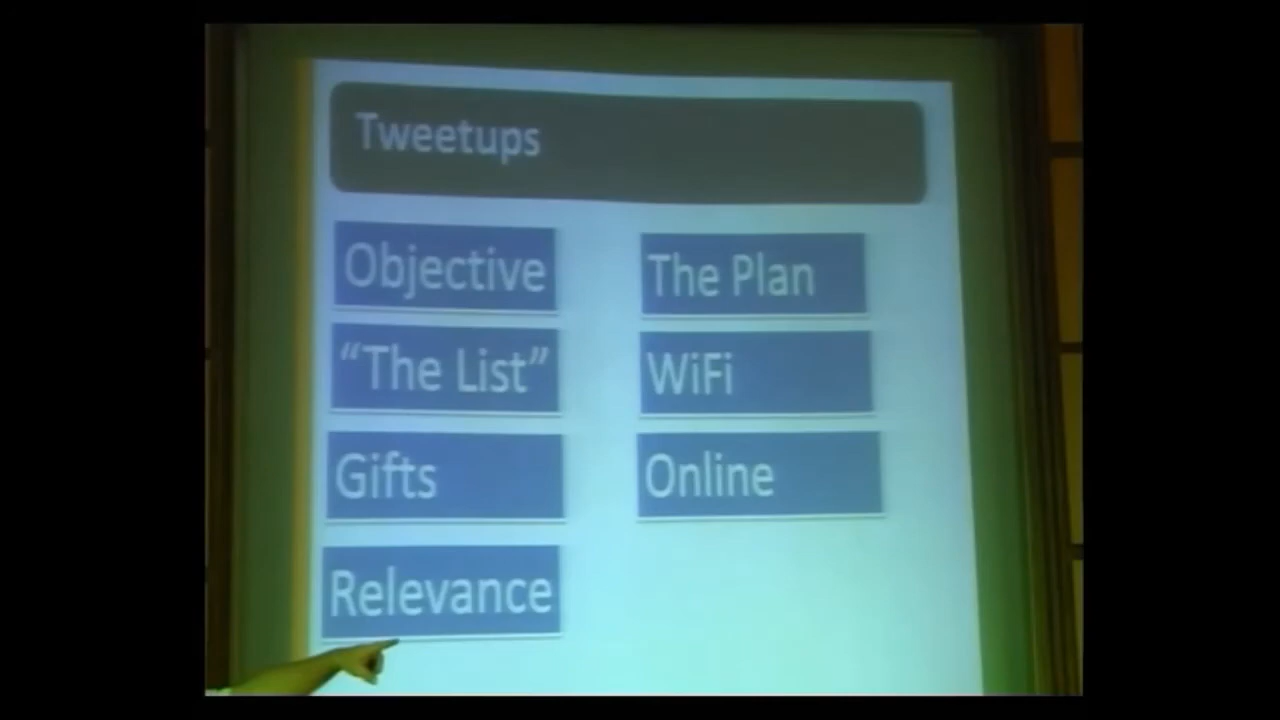 Tweetups
Objective
"The List"
Gifts
Relevance
The Plan
WiFi
Online